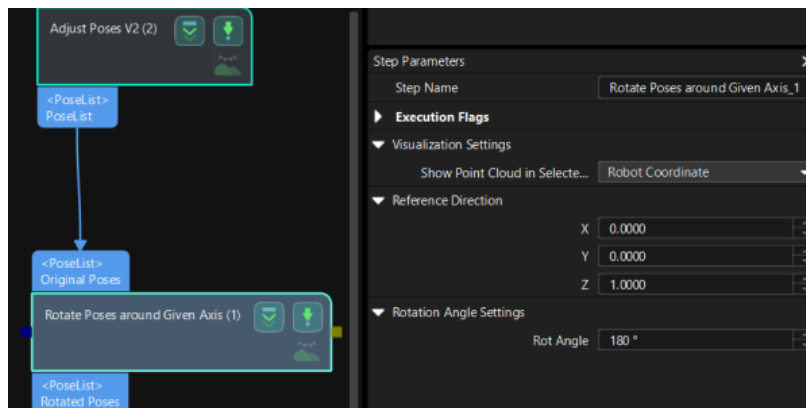 Adjust Poses V2 (2)
<PoseList>
PoseList
<PoseList>
Original Poses
Rotate Poses around Given Axis (1)
<PoseList>
Rotated Poses
Step Parameters
Step Name
Rotate Poses around Given Axis_1
Execution Flags
Visualization Settings
Show Point Cloud in Selecte...
Robot Coordinate
Reference Direction
X
0.0000
Y
0.0000
Z
1.0000
Rotation Angle Settings
Rot Angle
180 °